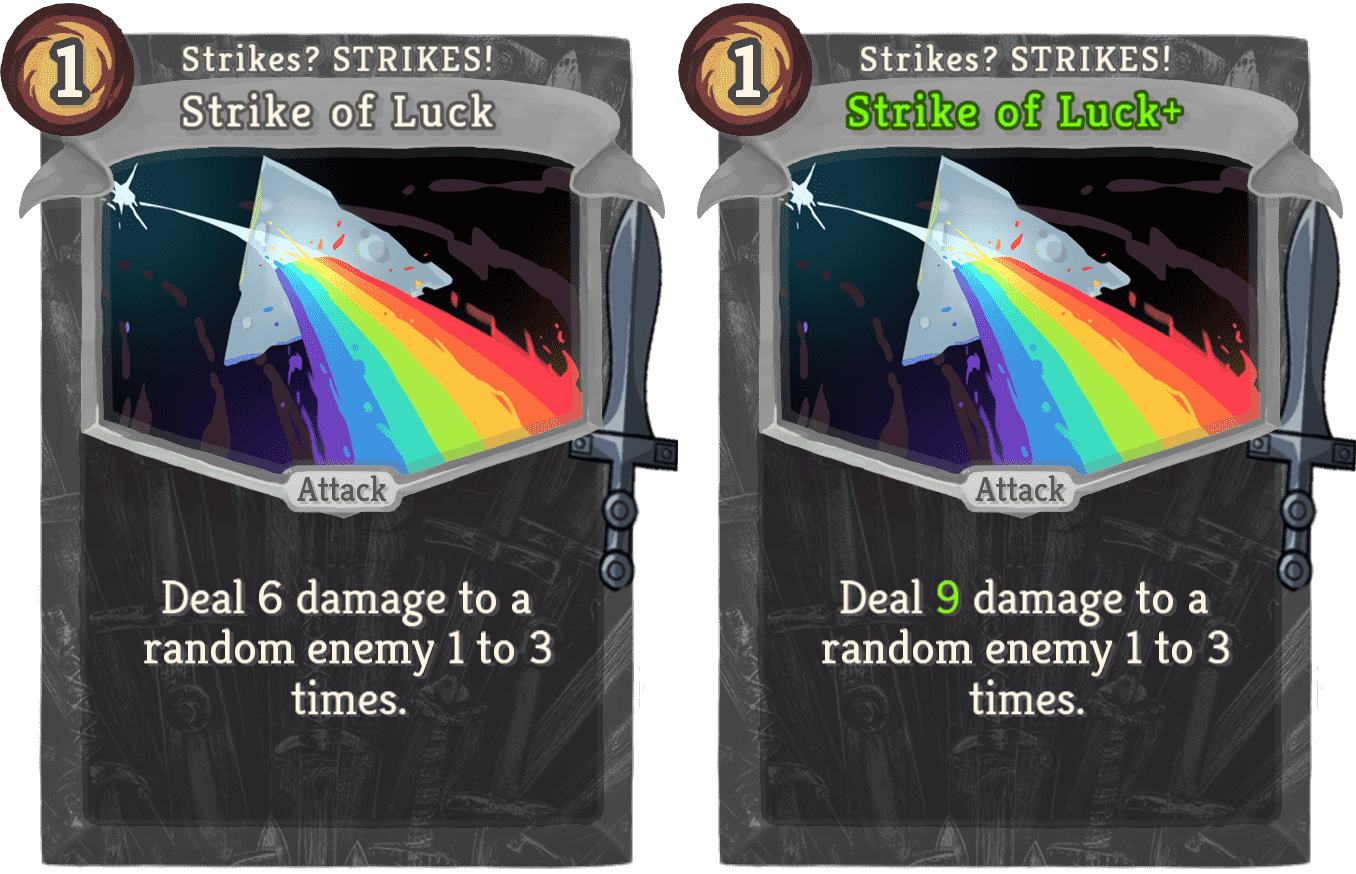 1
Strikes? STRIKES!
Strike of Luck
Attack
Deal 6 damage to a
random enemy 1 to 3
times.
1
Strikes? STRIKES!
Strike of Luck+
Attack
Deal 9 damage to a
random enemy 1 to 3
times.